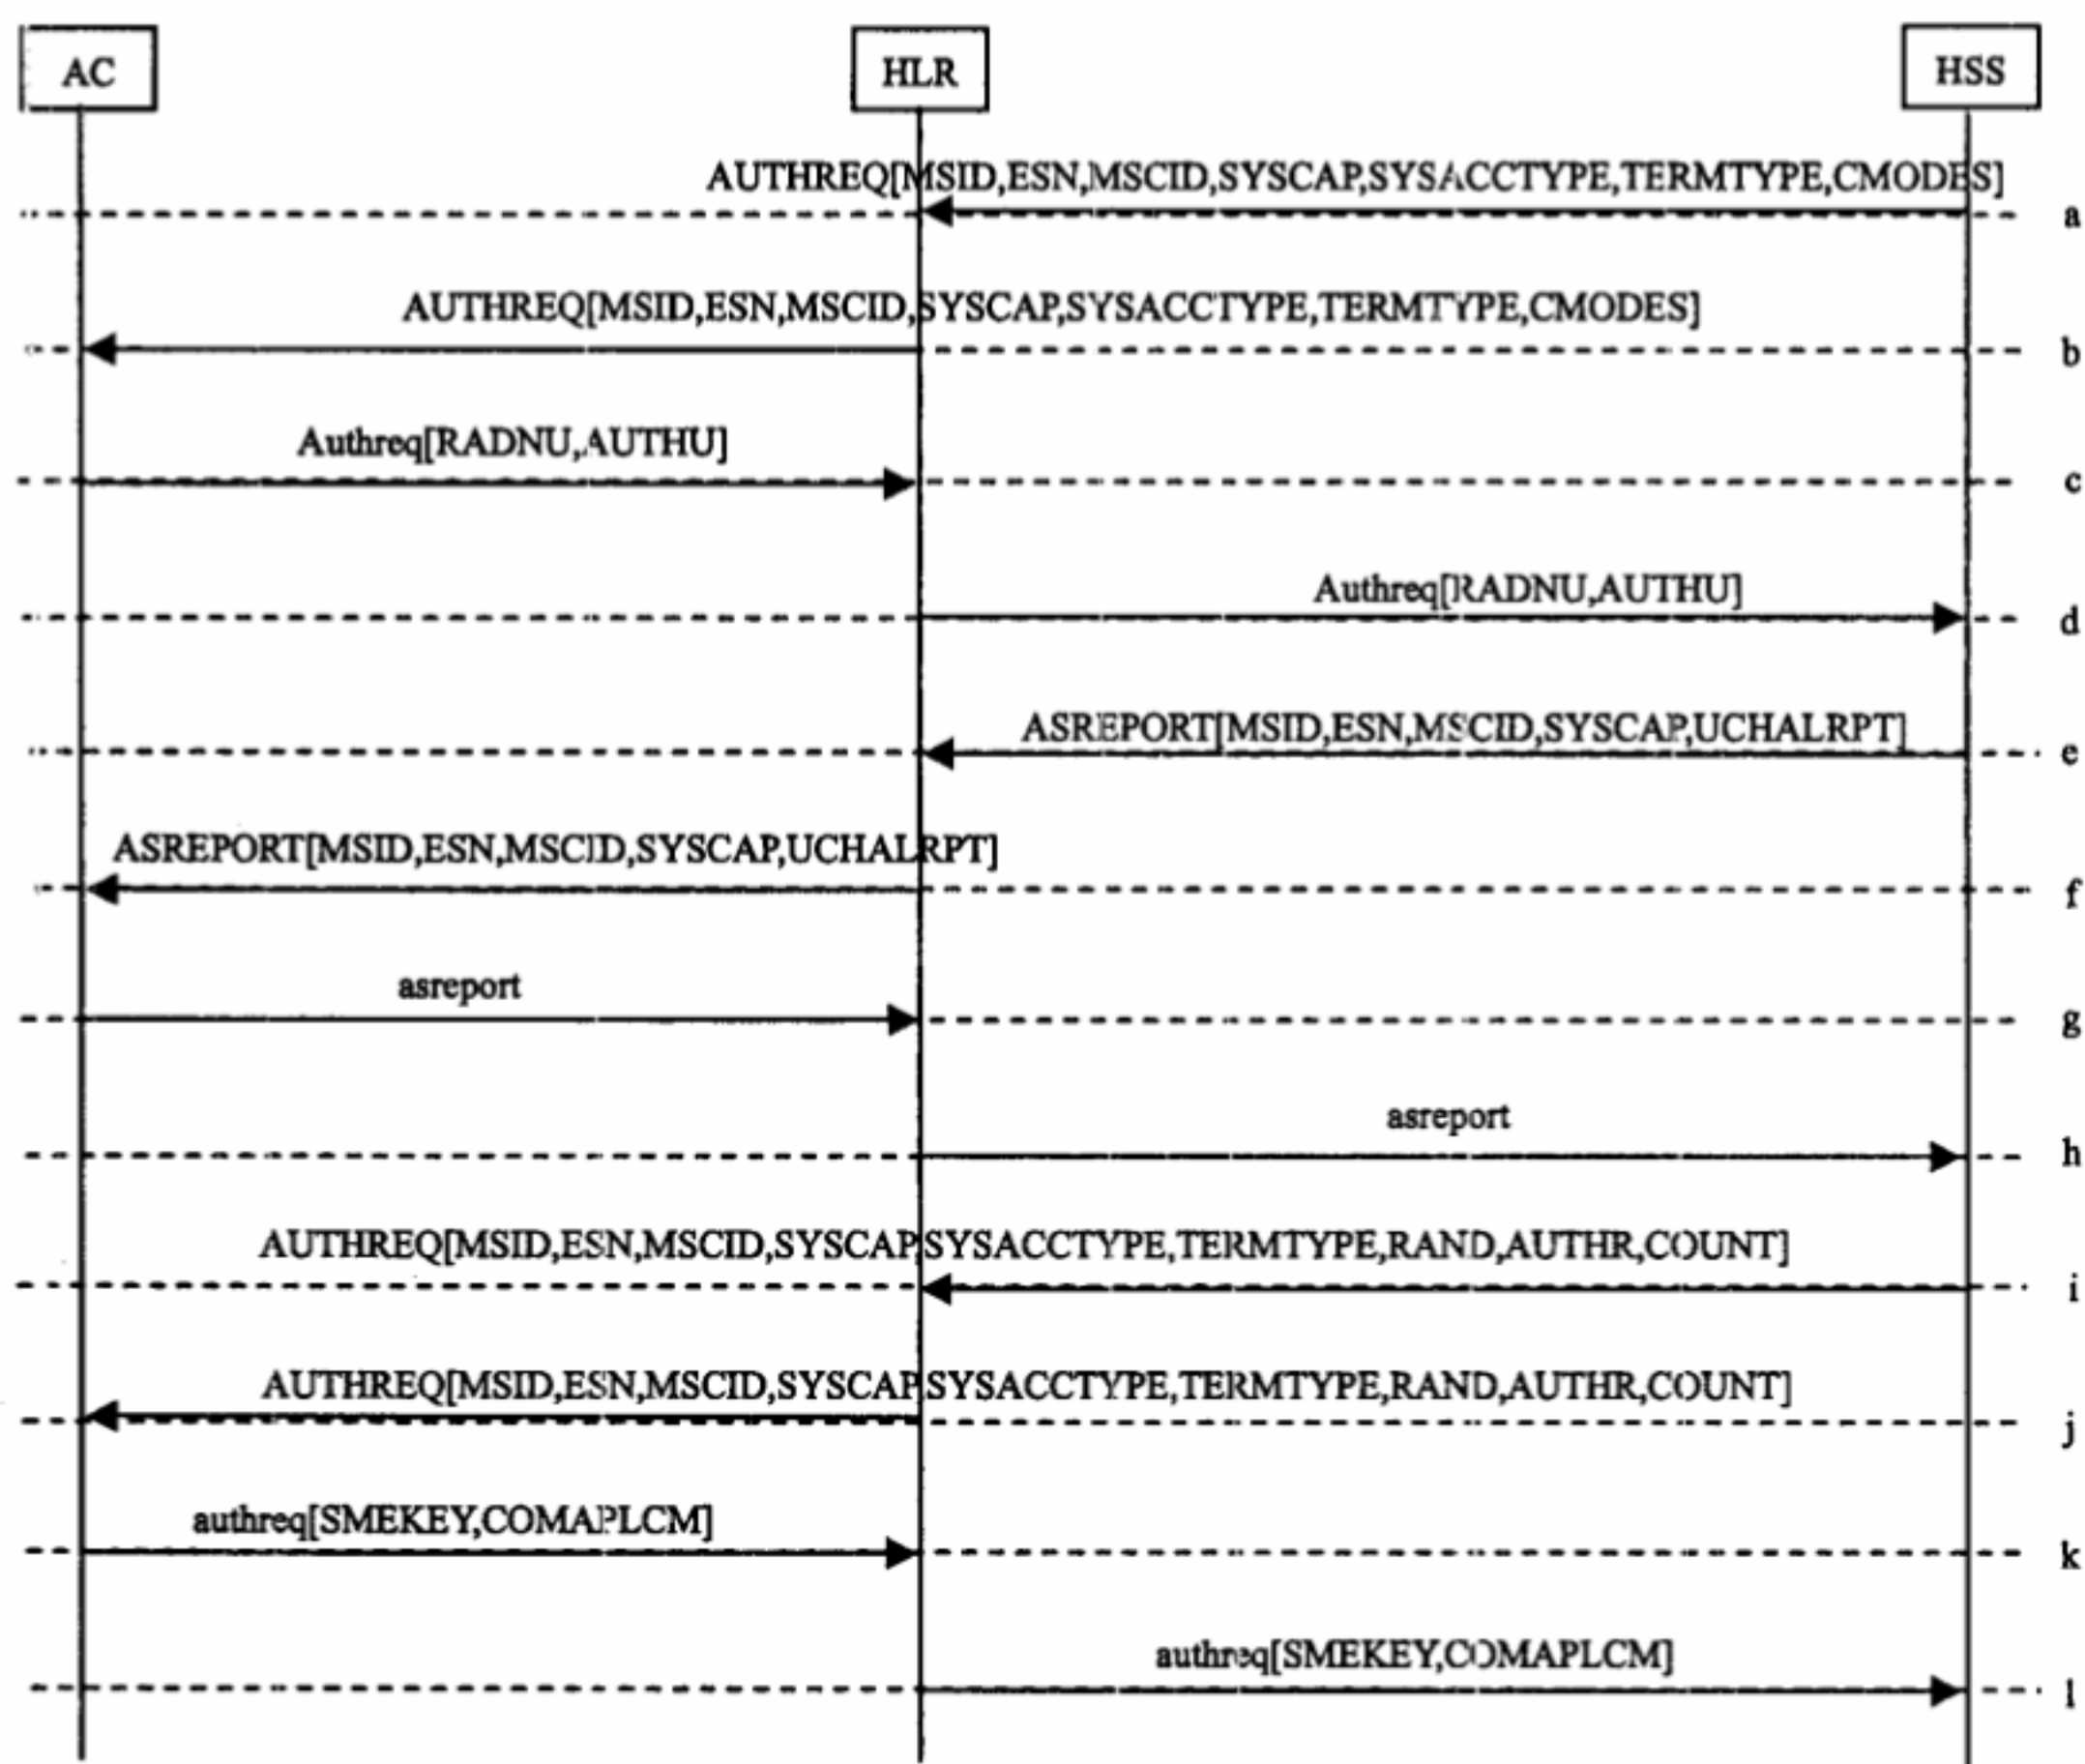 AC HLR HSS
AUTHREQ[MSID,ESN,MSCID,SYSCAP,SYSACCTYPE,TERMTYPE,CMODES]
a
AUTHREQ[MSID,ESN,MSCID,SYSCAP,SYSACCTYPE,TERMTYPE,CMODES]
b
Authreq[RADNU,AUTHU]
c
Authreq[RADNU,AUTHU]
d
ASREPORT[MSID,ESN,MSCID,SYSCAP,UCHALRPT]
e
ASREPORT[MSID,ESN,MSCID,SYSCAP,UCHALRPT]
f
asreport
g
asreport
h
AUTHREQ[MSID,ESN,MSCID,SYSCAP,SYSACCTYPE,TERMTYPE,RAND,AUTHR,COUNT]
i
AUTHREQ[MSID,ESN,MSCID,SYSCAP,SYSACCTYPE,TERMTYPE,RAND,AUTHR,COUNT]
j
authreq[SMEKEY,COMAPLCM]
k
authreq[SMEKEY,COMAPLCM]
l